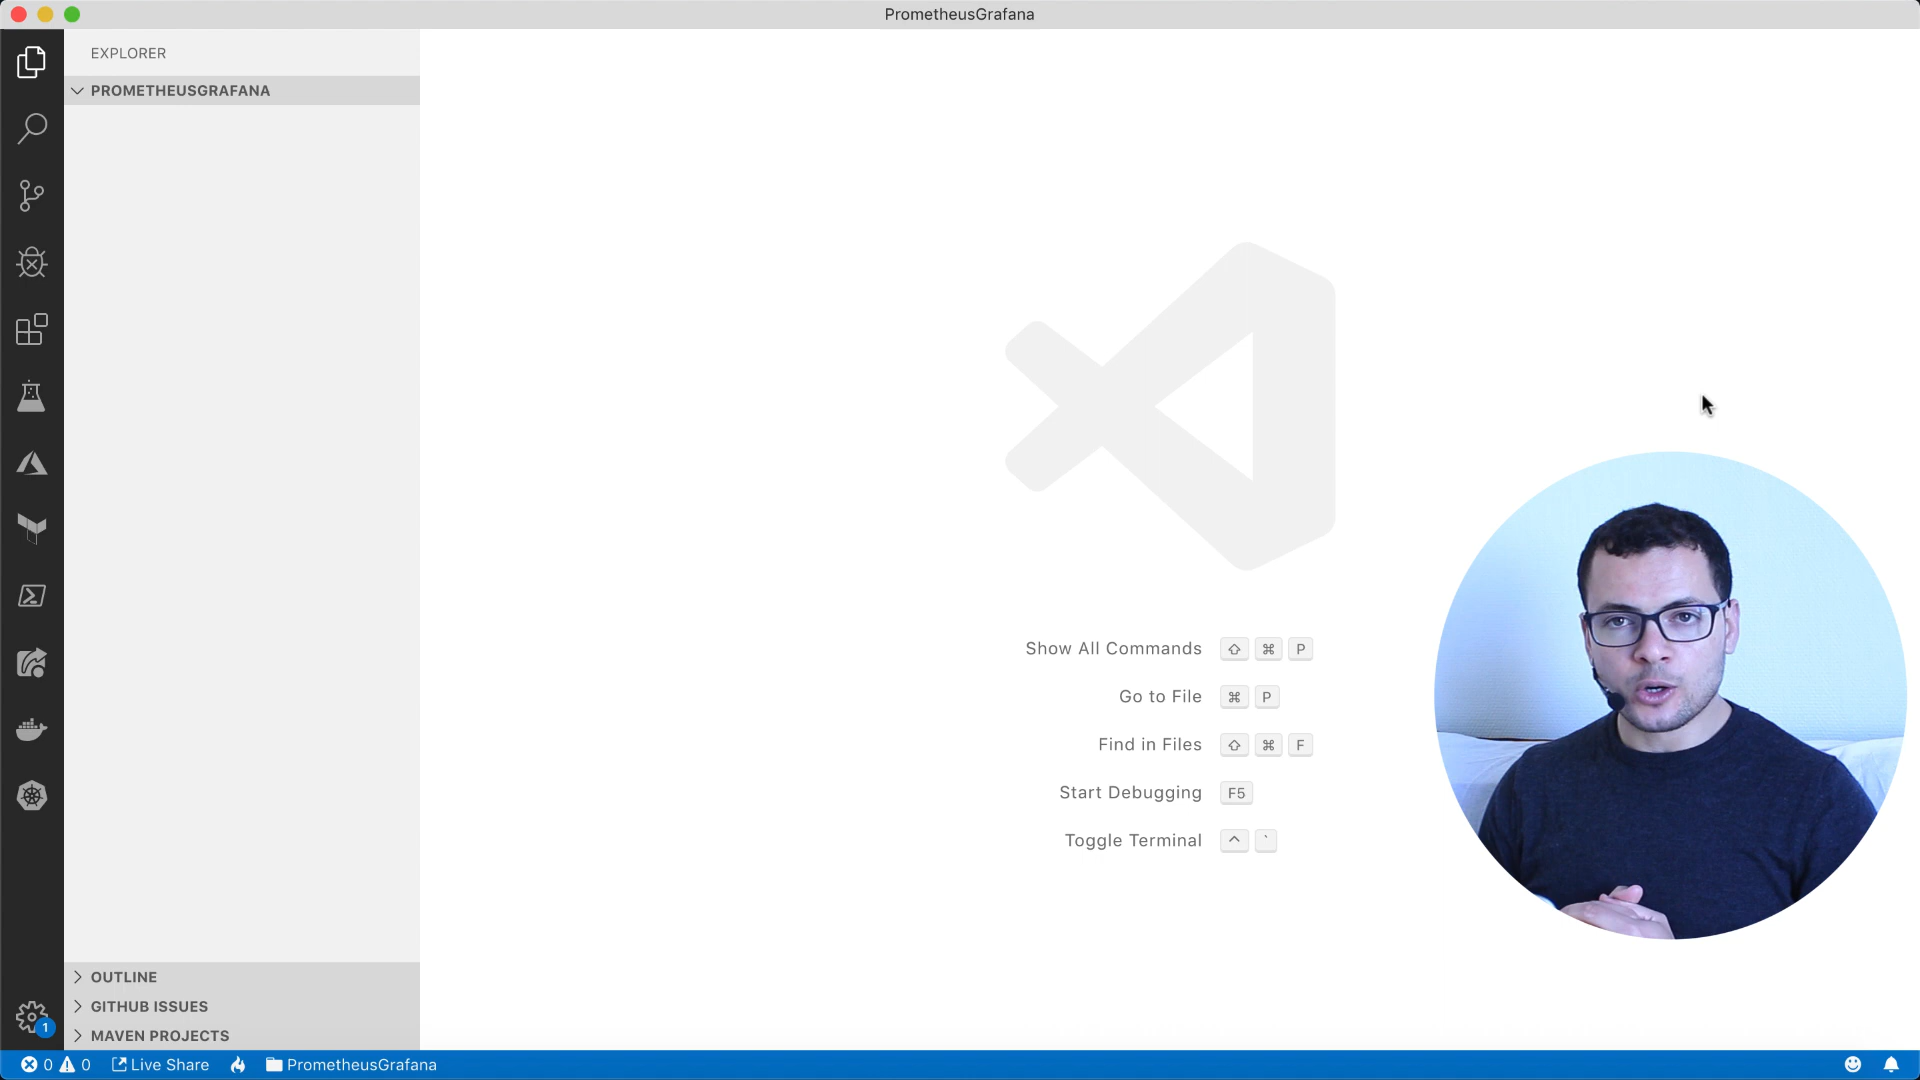 PrometheusGrafana
EXPLORER
PROMETHEUSGRAFANA
Show All Commands ⇧ ⌘ P
Go to File ⌘ P
Find in Files ⇧ ⌘ F
Start Debugging F5
Toggle Terminal ^ `
OUTLINE
GITHUB ISSUES
MAVEN PROJECTS
1
0 0 Live Share PrometheusGrafana